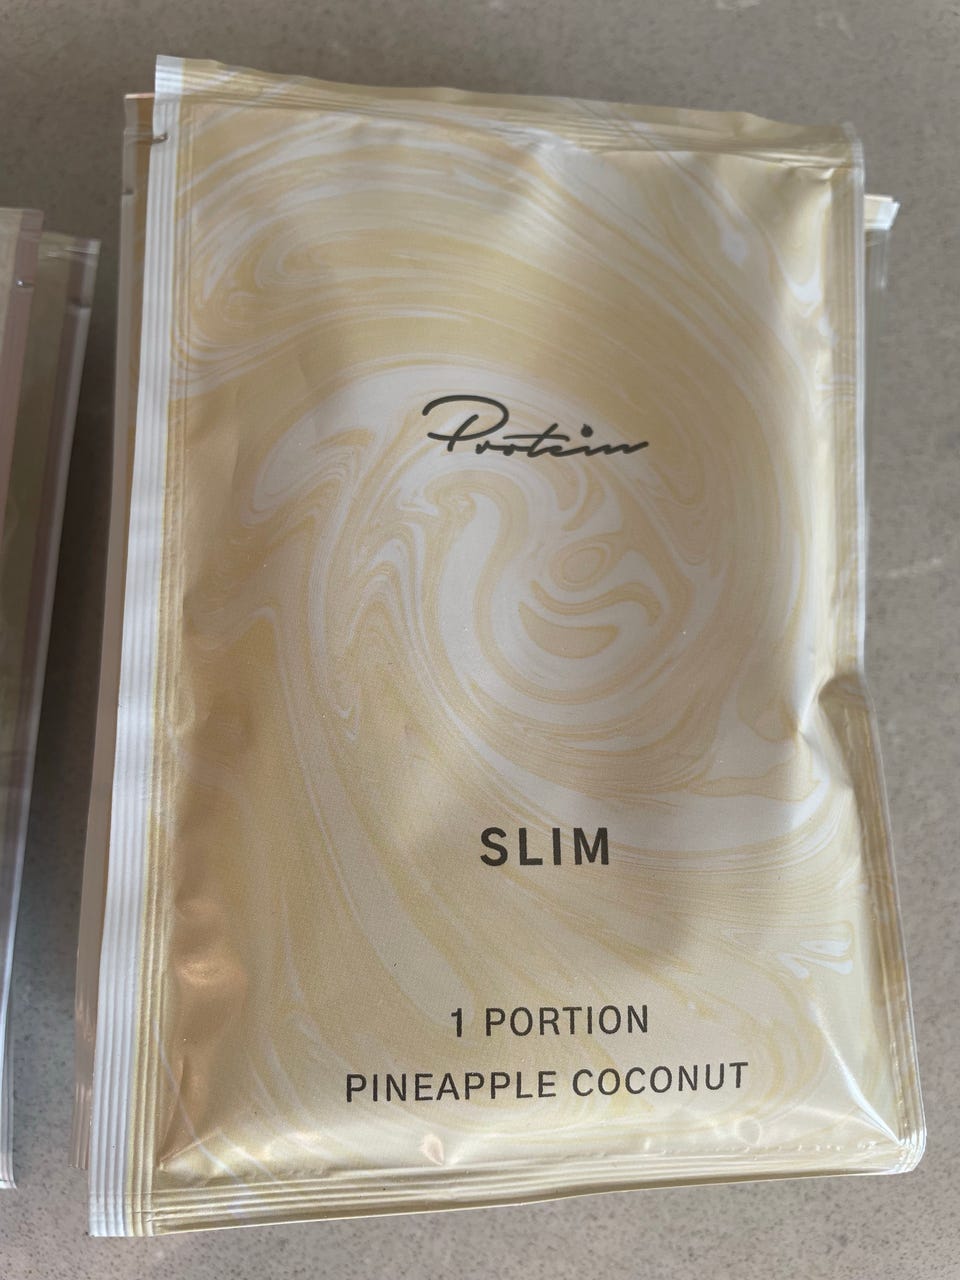 Protein
SLIM
1 PORTION
PINEAPPLE COCONUT